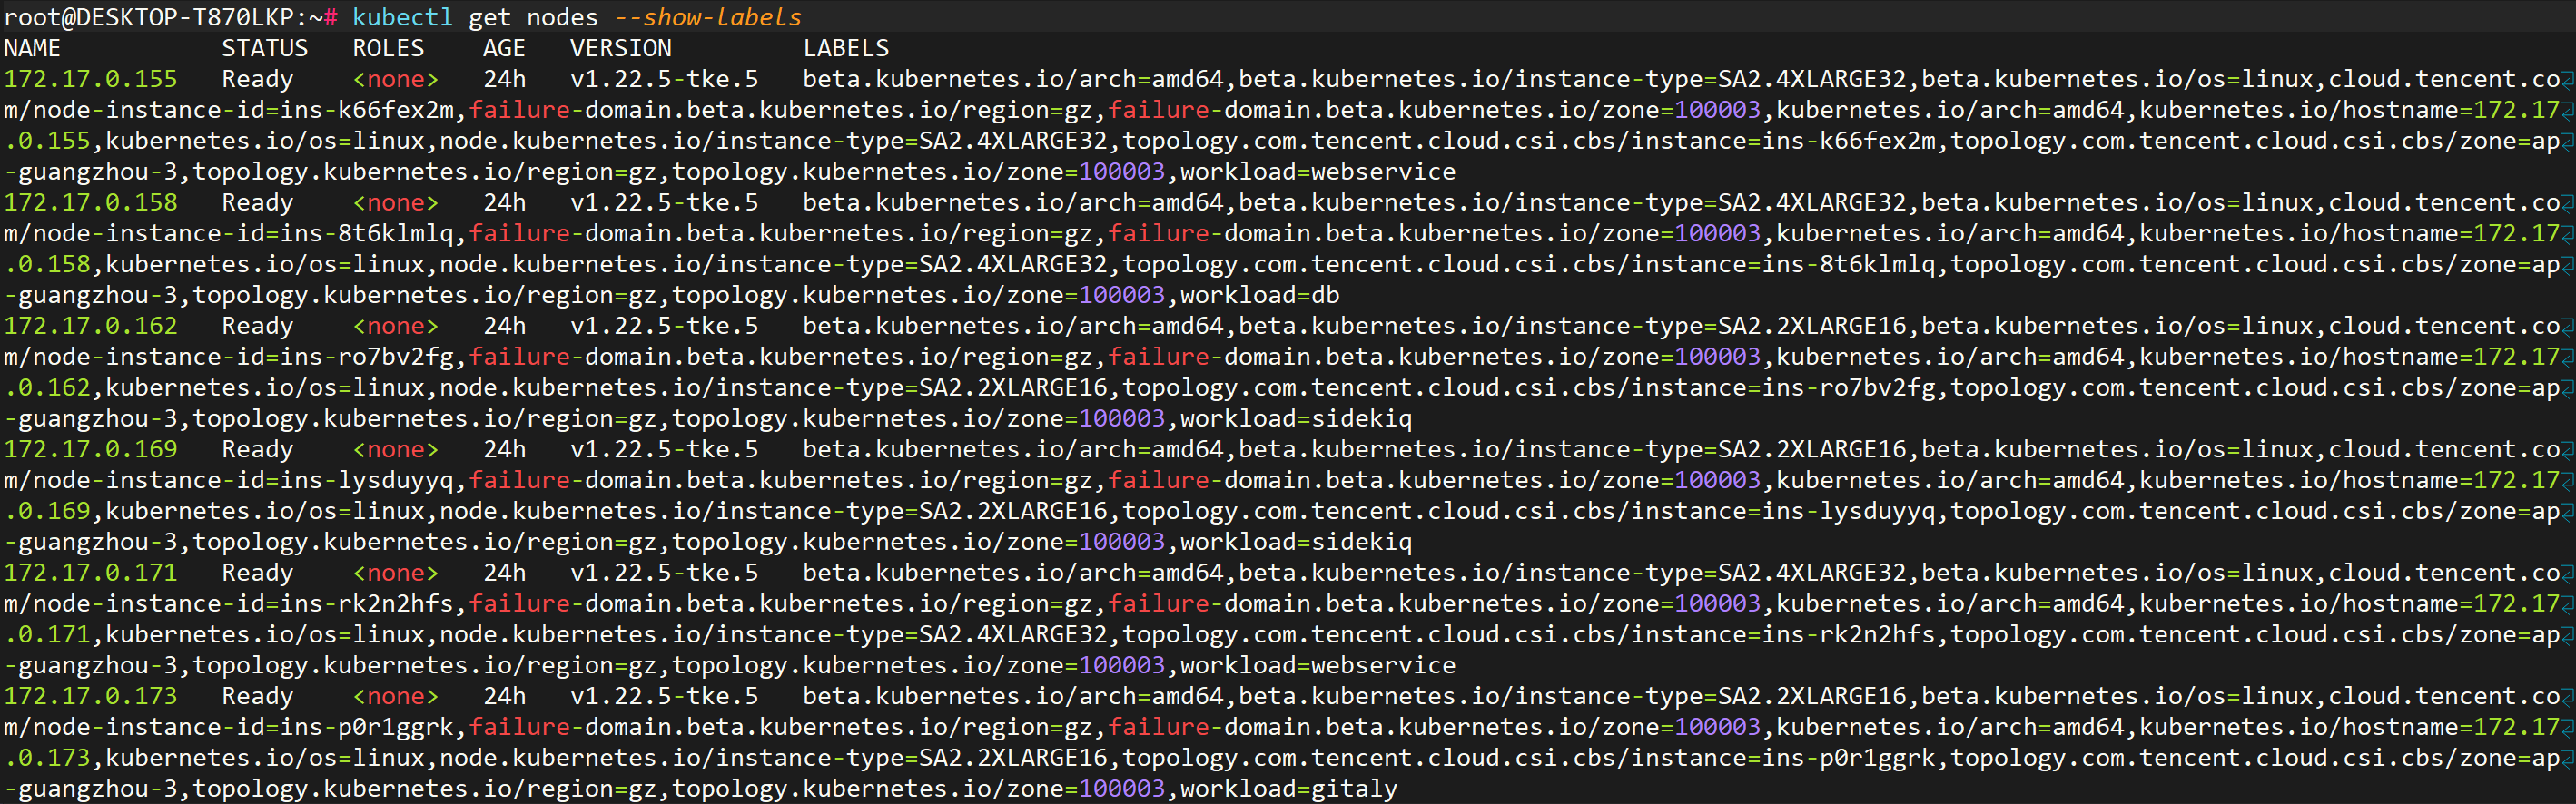 root@DESKTOP-T870LKP:~# kubectl get nodes --show-labels
NAME           STATUS   ROLES    AGE   VERSION         LABELS
172.17.0.155   Ready    <none>   24h   v1.22.5-tke.5   beta.kubernetes.io/arch=amd64,beta.kubernetes.io/instance-type=SA2.4XLARGE32,beta.kubernetes.io/os=linux,cloud.tencent.co
m/node-instance-id=ins-k66fex2m,failure-domain.beta.kubernetes.io/region=gz,failure-domain.beta.kubernetes.io/zone=100003,kubernetes.io/arch=amd64,kubernetes.io/hostname=172.17
.0.155,kubernetes.io/os=linux,node.kubernetes.io/instance-type=SA2.4XLARGE32,topology.com.tencent.cloud.csi.cbs/instance=ins-k66fex2m,topology.com.tencent.cloud.csi.cbs/zone=ap
-guangzhou-3,topology.kubernetes.io/region=gz,topology.kubernetes.io/zone=100003,workload=webservice
172.17.0.158   Ready    <none>   24h   v1.22.5-tke.5   beta.kubernetes.io/arch=amd64,beta.kubernetes.io/instance-type=SA2.4XLARGE32,beta.kubernetes.io/os=linux,cloud.tencent.co
m/node-instance-id=ins-8t6klmlq,failure-domain.beta.kubernetes.io/region=gz,failure-domain.beta.kubernetes.io/zone=100003,kubernetes.io/arch=amd64,kubernetes.io/hostname=172.17
.0.158,kubernetes.io/os=linux,node.kubernetes.io/instance-type=SA2.4XLARGE32,topology.com.tencent.cloud.csi.cbs/instance=ins-8t6klmlq,topology.com.tencent.cloud.csi.cbs/zone=ap
-guangzhou-3,topology.kubernetes.io/region=gz,topology.kubernetes.io/zone=100003,workload=db
172.17.0.162   Ready    <none>   24h   v1.22.5-tke.5   beta.kubernetes.io/arch=amd64,beta.kubernetes.io/instance-type=SA2.2XLARGE16,beta.kubernetes.io/os=linux,cloud.tencent.co
m/node-instance-id=ins-ro7bv2fg,failure-domain.beta.kubernetes.io/region=gz,failure-domain.beta.kubernetes.io/zone=100003,kubernetes.io/arch=amd64,kubernetes.io/hostname=172.17
.0.162,kubernetes.io/os=linux,node.kubernetes.io/instance-type=SA2.2XLARGE16,topology.com.tencent.cloud.csi.cbs/instance=ins-ro7bv2fg,topology.com.tencent.cloud.csi.cbs/zone=ap
-guangzhou-3,topology.kubernetes.io/region=gz,topology.kubernetes.io/zone=100003,workload=sidekiq
172.17.0.169   Ready    <none>   24h   v1.22.5-tke.5   beta.kubernetes.io/arch=amd64,beta.kubernetes.io/instance-type=SA2.2XLARGE16,beta.kubernetes.io/os=linux,cloud.tencent.co
m/node-instance-id=ins-lysduyyq,failure-domain.beta.kubernetes.io/region=gz,failure-domain.beta.kubernetes.io/zone=100003,kubernetes.io/arch=amd64,kubernetes.io/hostname=172.17
.0.169,kubernetes.io/os=linux,node.kubernetes.io/instance-type=SA2.2XLARGE16,topology.com.tencent.cloud.csi.cbs/instance=ins-lysduyyq,topology.com.tencent.cloud.csi.cbs/zone=ap
-guangzhou-3,topology.kubernetes.io/region=gz,topology.kubernetes.io/zone=100003,workload=sidekiq
172.17.0.171   Ready    <none>   24h   v1.22.5-tke.5   beta.kubernetes.io/arch=amd64,beta.kubernetes.io/instance-type=SA2.4XLARGE32,beta.kubernetes.io/os=linux,cloud.tencent.co
m/node-instance-id=ins-rk2n2hfs,failure-domain.beta.kubernetes.io/region=gz,failure-domain.beta.kubernetes.io/zone=100003,kubernetes.io/arch=amd64,kubernetes.io/hostname=172.17
.0.171,kubernetes.io/os=linux,node.kubernetes.io/instance-type=SA2.4XLARGE32,topology.com.tencent.cloud.csi.cbs/instance=ins-rk2n2hfs,topology.com.tencent.cloud.csi.cbs/zone=ap
-guangzhou-3,topology.kubernetes.io/region=gz,topology.kubernetes.io/zone=100003,workload=webservice
172.17.0.173   Ready    <none>   24h   v1.22.5-tke.5   beta.kubernetes.io/arch=amd64,beta.kubernetes.io/instance-type=SA2.2XLARGE16,beta.kubernetes.io/os=linux,cloud.tencent.co
m/node-instance-id=ins-p0r1ggrk,failure-domain.beta.kubernetes.io/region=gz,failure-domain.beta.kubernetes.io/zone=100003,kubernetes.io/arch=amd64,kubernetes.io/hostname=172.17
.0.173,kubernetes.io/os=linux,node.kubernetes.io/instance-type=SA2.2XLARGE16,topology.com.tencent.cloud.csi.cbs/instance=ins-p0r1ggrk,topology.com.tencent.cloud.csi.cbs/zone=ap
-guangzhou-3,topology.kubernetes.io/region=gz,topology.kubernetes.io/zone=100003,workload=gitaly